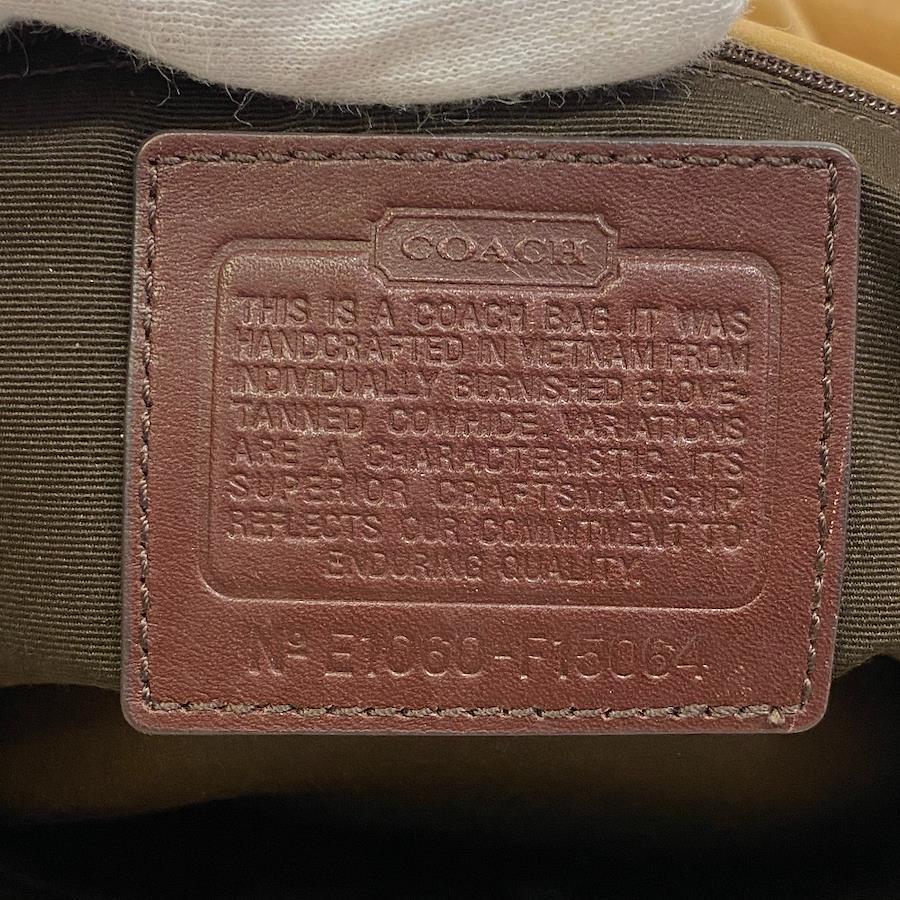 COACH
THIS IS A COACH BAG. IT WAS
HANDCRAFTED IN VIETNAM FROM
INDIVIDUALLY BURNISHED GLOVE-
TANNED COWHIDE. VARIATIONS
ARE A CHARACTERISTIC. ITS
SUPERIOR CRAFTSMANSHIP
REFLECTS OUR COMMITMENT TO
ENDURING QUALITY.
Nº E1060-F15064